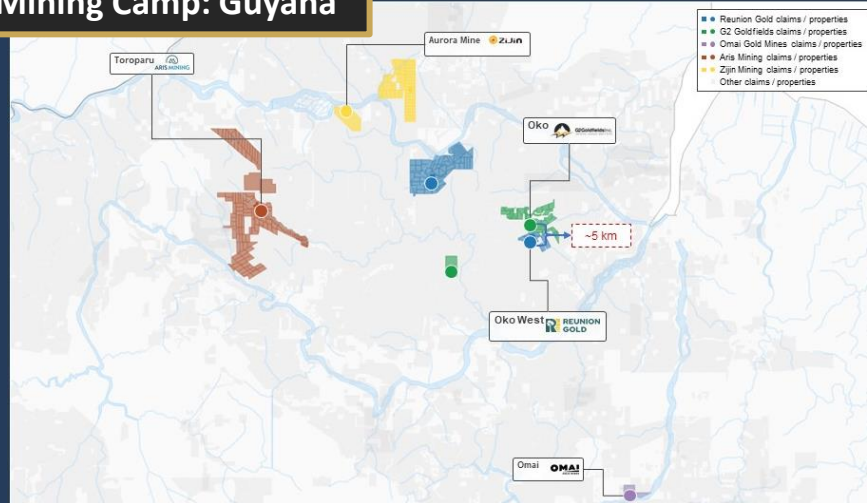 Mining Camp: Guyana
Reunion Gold claims / properties
G2 Goldfields claims / properties
Omai Gold Mines claims / properties
Aris Mining claims / properties
Zijin Mining claims / properties
Other claims / properties
Aurora Mine ZiJin
Toroparu
ARIS MINING
Oko G2Goldfields Inc.
~5 km
Oko West REUNION
GOLD
Omai OMAI